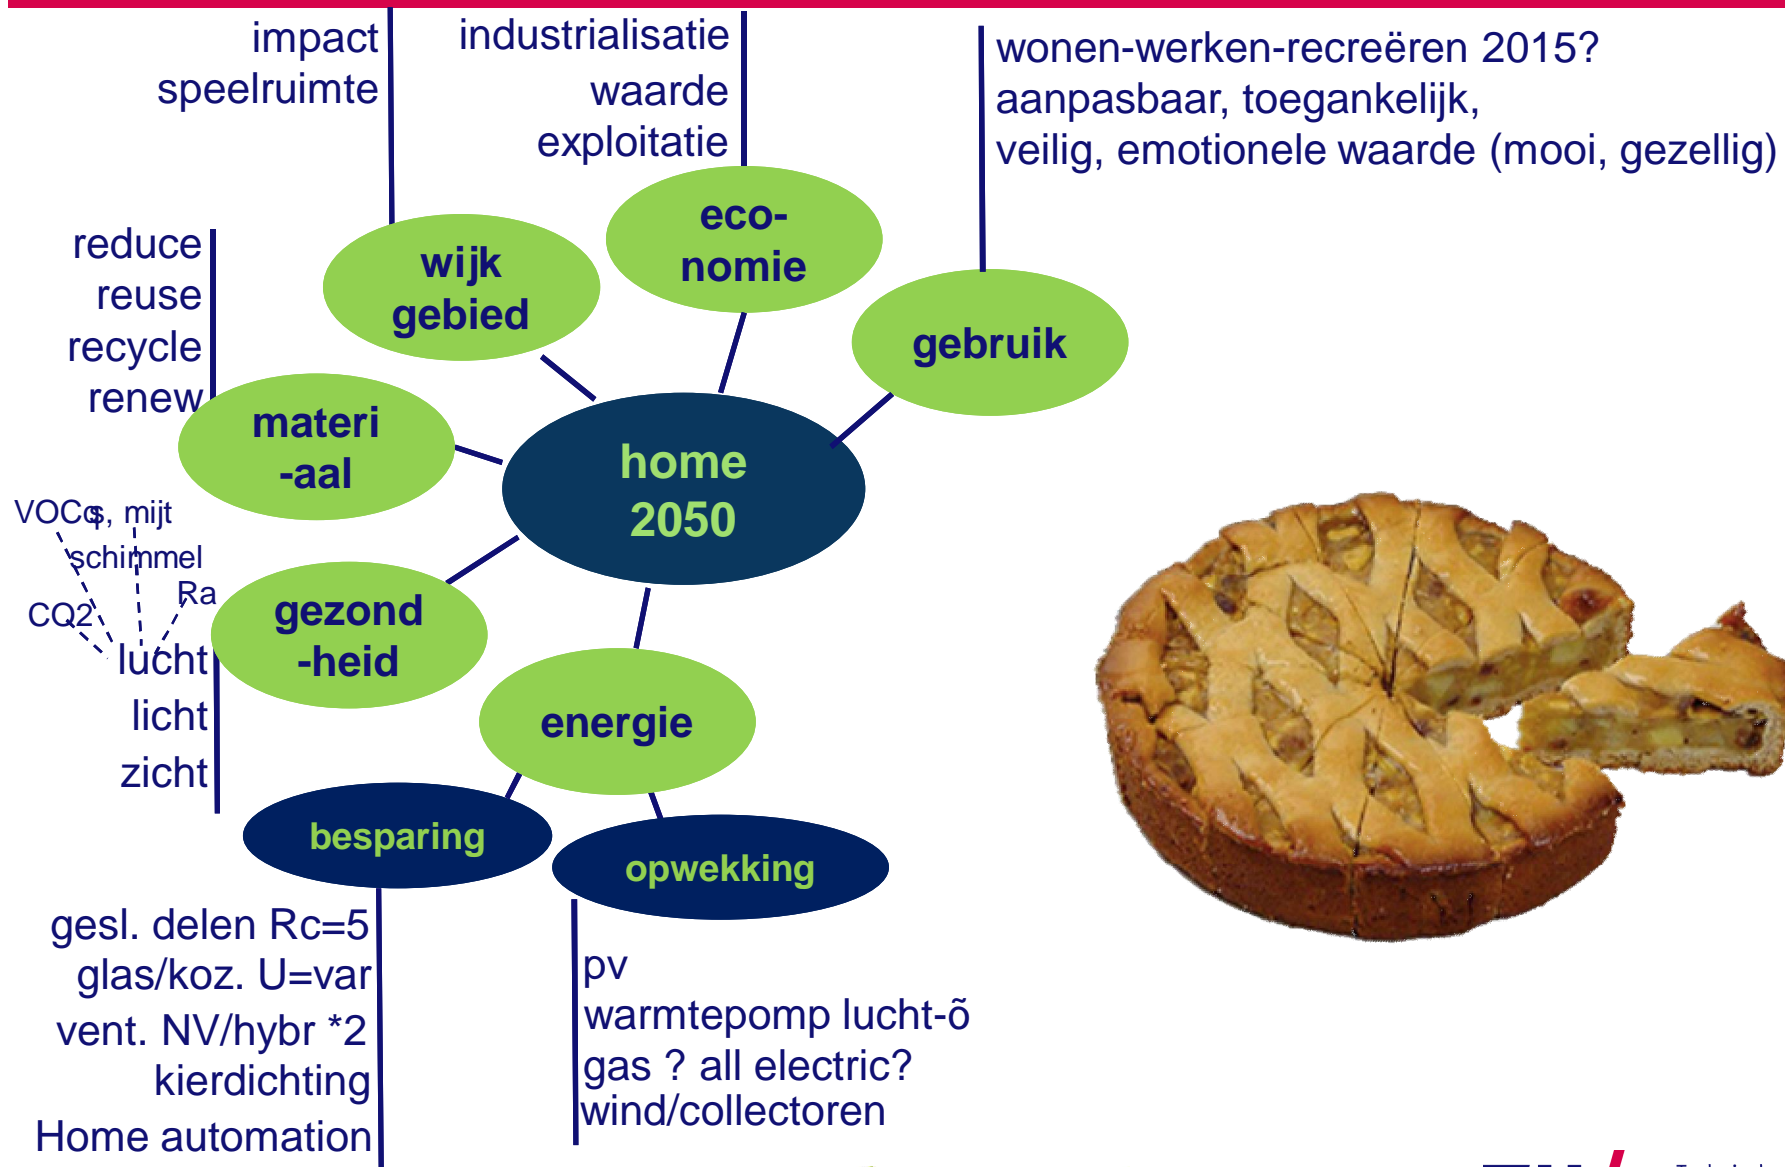 impact
speelruimte
industrialisatie
waarde
exploitatie
wonen-werken-recreëren 2015?
aanpasbaar, toegankelijk,
veilig, emotionele waarde (mooi, gezellig)
eco-
nomie
wijk
gebied
gebruik
reduce
reuse
recycle
renew
materi
-aal
home
2050
mijt
schimmel
Ra
CO2
lucht
licht
zicht
gezond
-heid
energie
besparing
opwekking
gesl. delen Rc=5
glas/koz. U=var
vent. NV/hybr *2
kierdichting
Home automation
pv
warmtepomp lucht-õ
gas ? all electric?
wind/collectoren